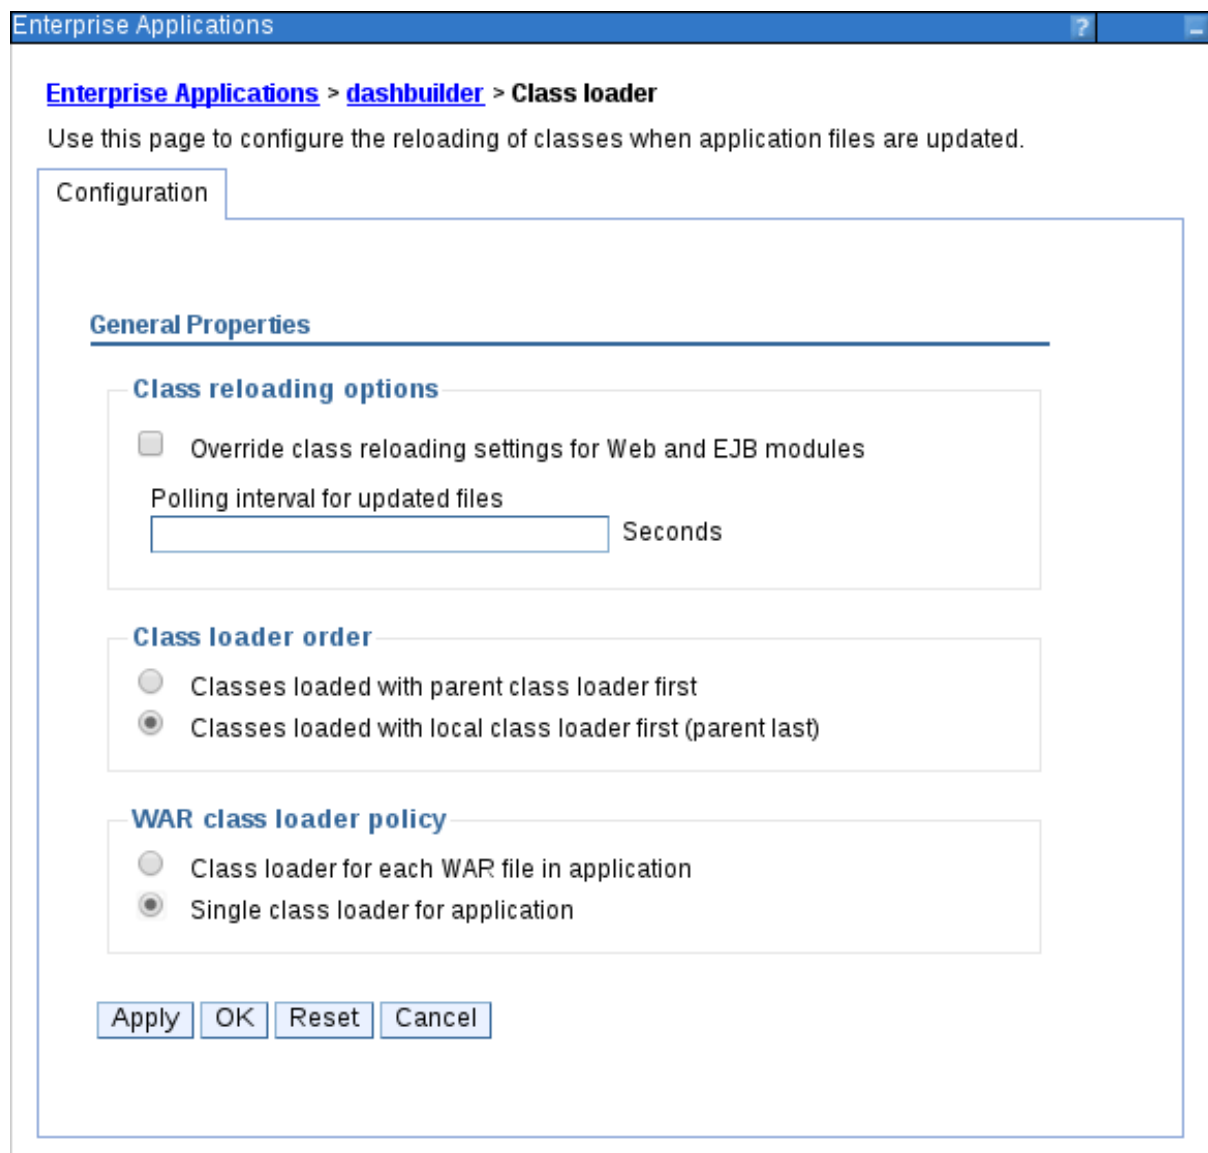 Enterprise Applications ?
Enterprise Applications > dashbuilder > Class loader
Use this page to configure the reloading of classes when application files are updated.
Configuration
General Properties
Class reloading options
Override class reloading settings for Web and EJB modules
Polling interval for updated files
Seconds
Class loader order
Classes loaded with parent class loader first
Classes loaded with local class loader first (parent last)
WAR class loader policy
Class loader for each WAR file in application
Single class loader for application
Apply OK Reset Cancel